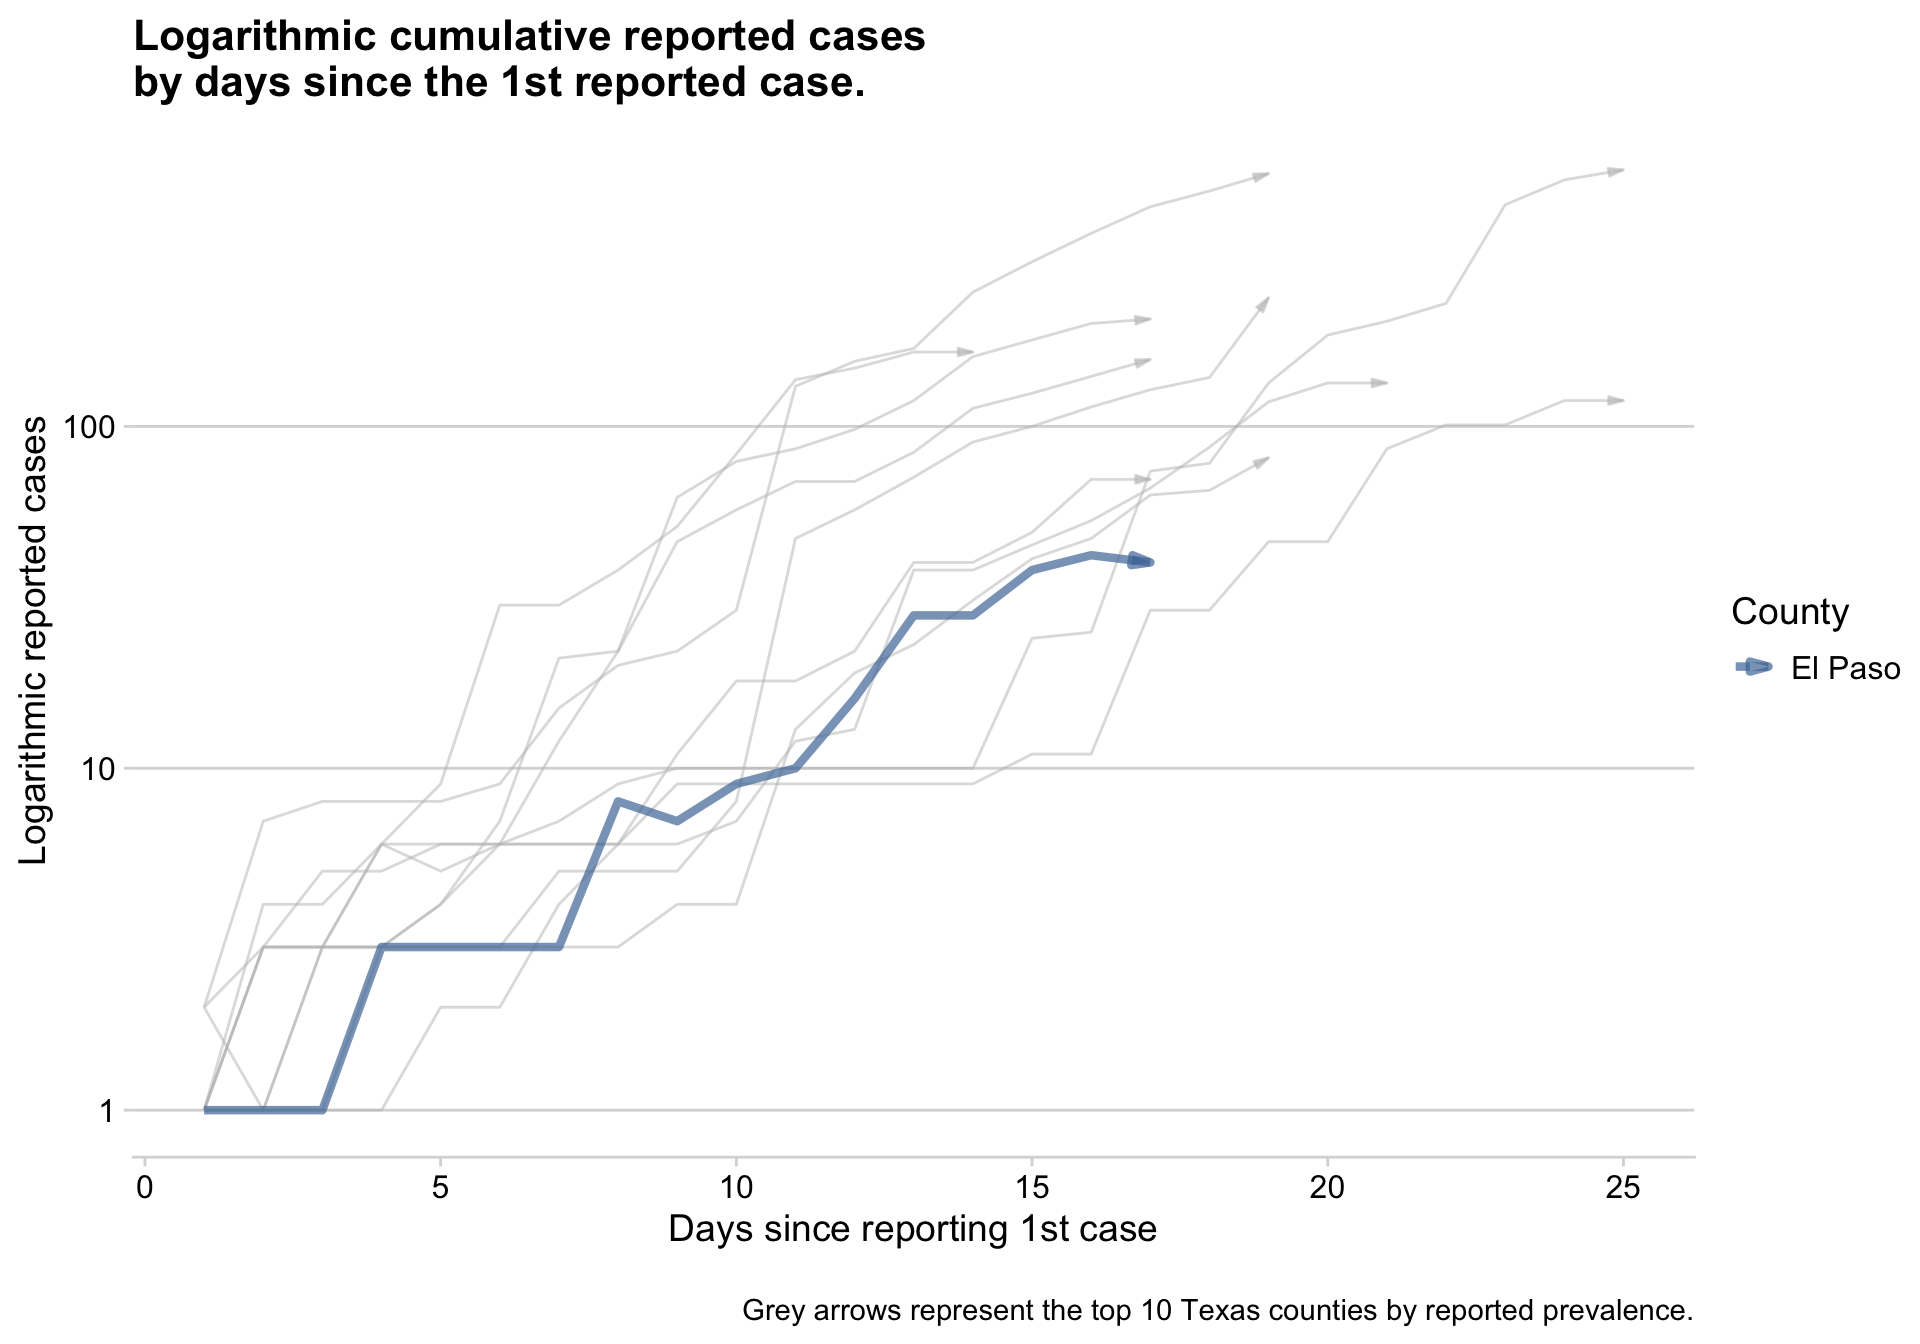 Logarithmic cumulative reported cases
by days since the 1st reported case.
Logarithmic reported cases
100
10
1
0 5 10 15 20 25
Days since reporting 1st case
County
El Paso
Grey arrows represent the top 10 Texas counties by reported prevalence.